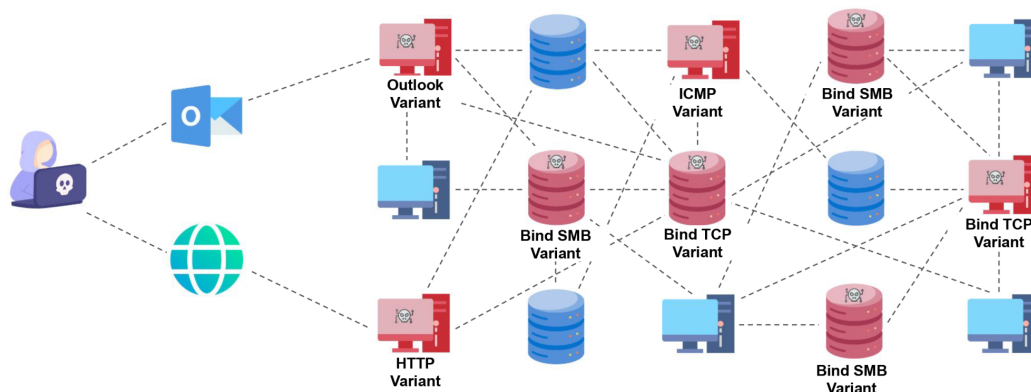 Outlook
Variant
ICMP
Variant
Bind SMB
Variant
Bind SMB
Variant
Bind TCP
Variant
Bind TCP
Variant
HTTP
Variant
Bind SMB
Variant
O